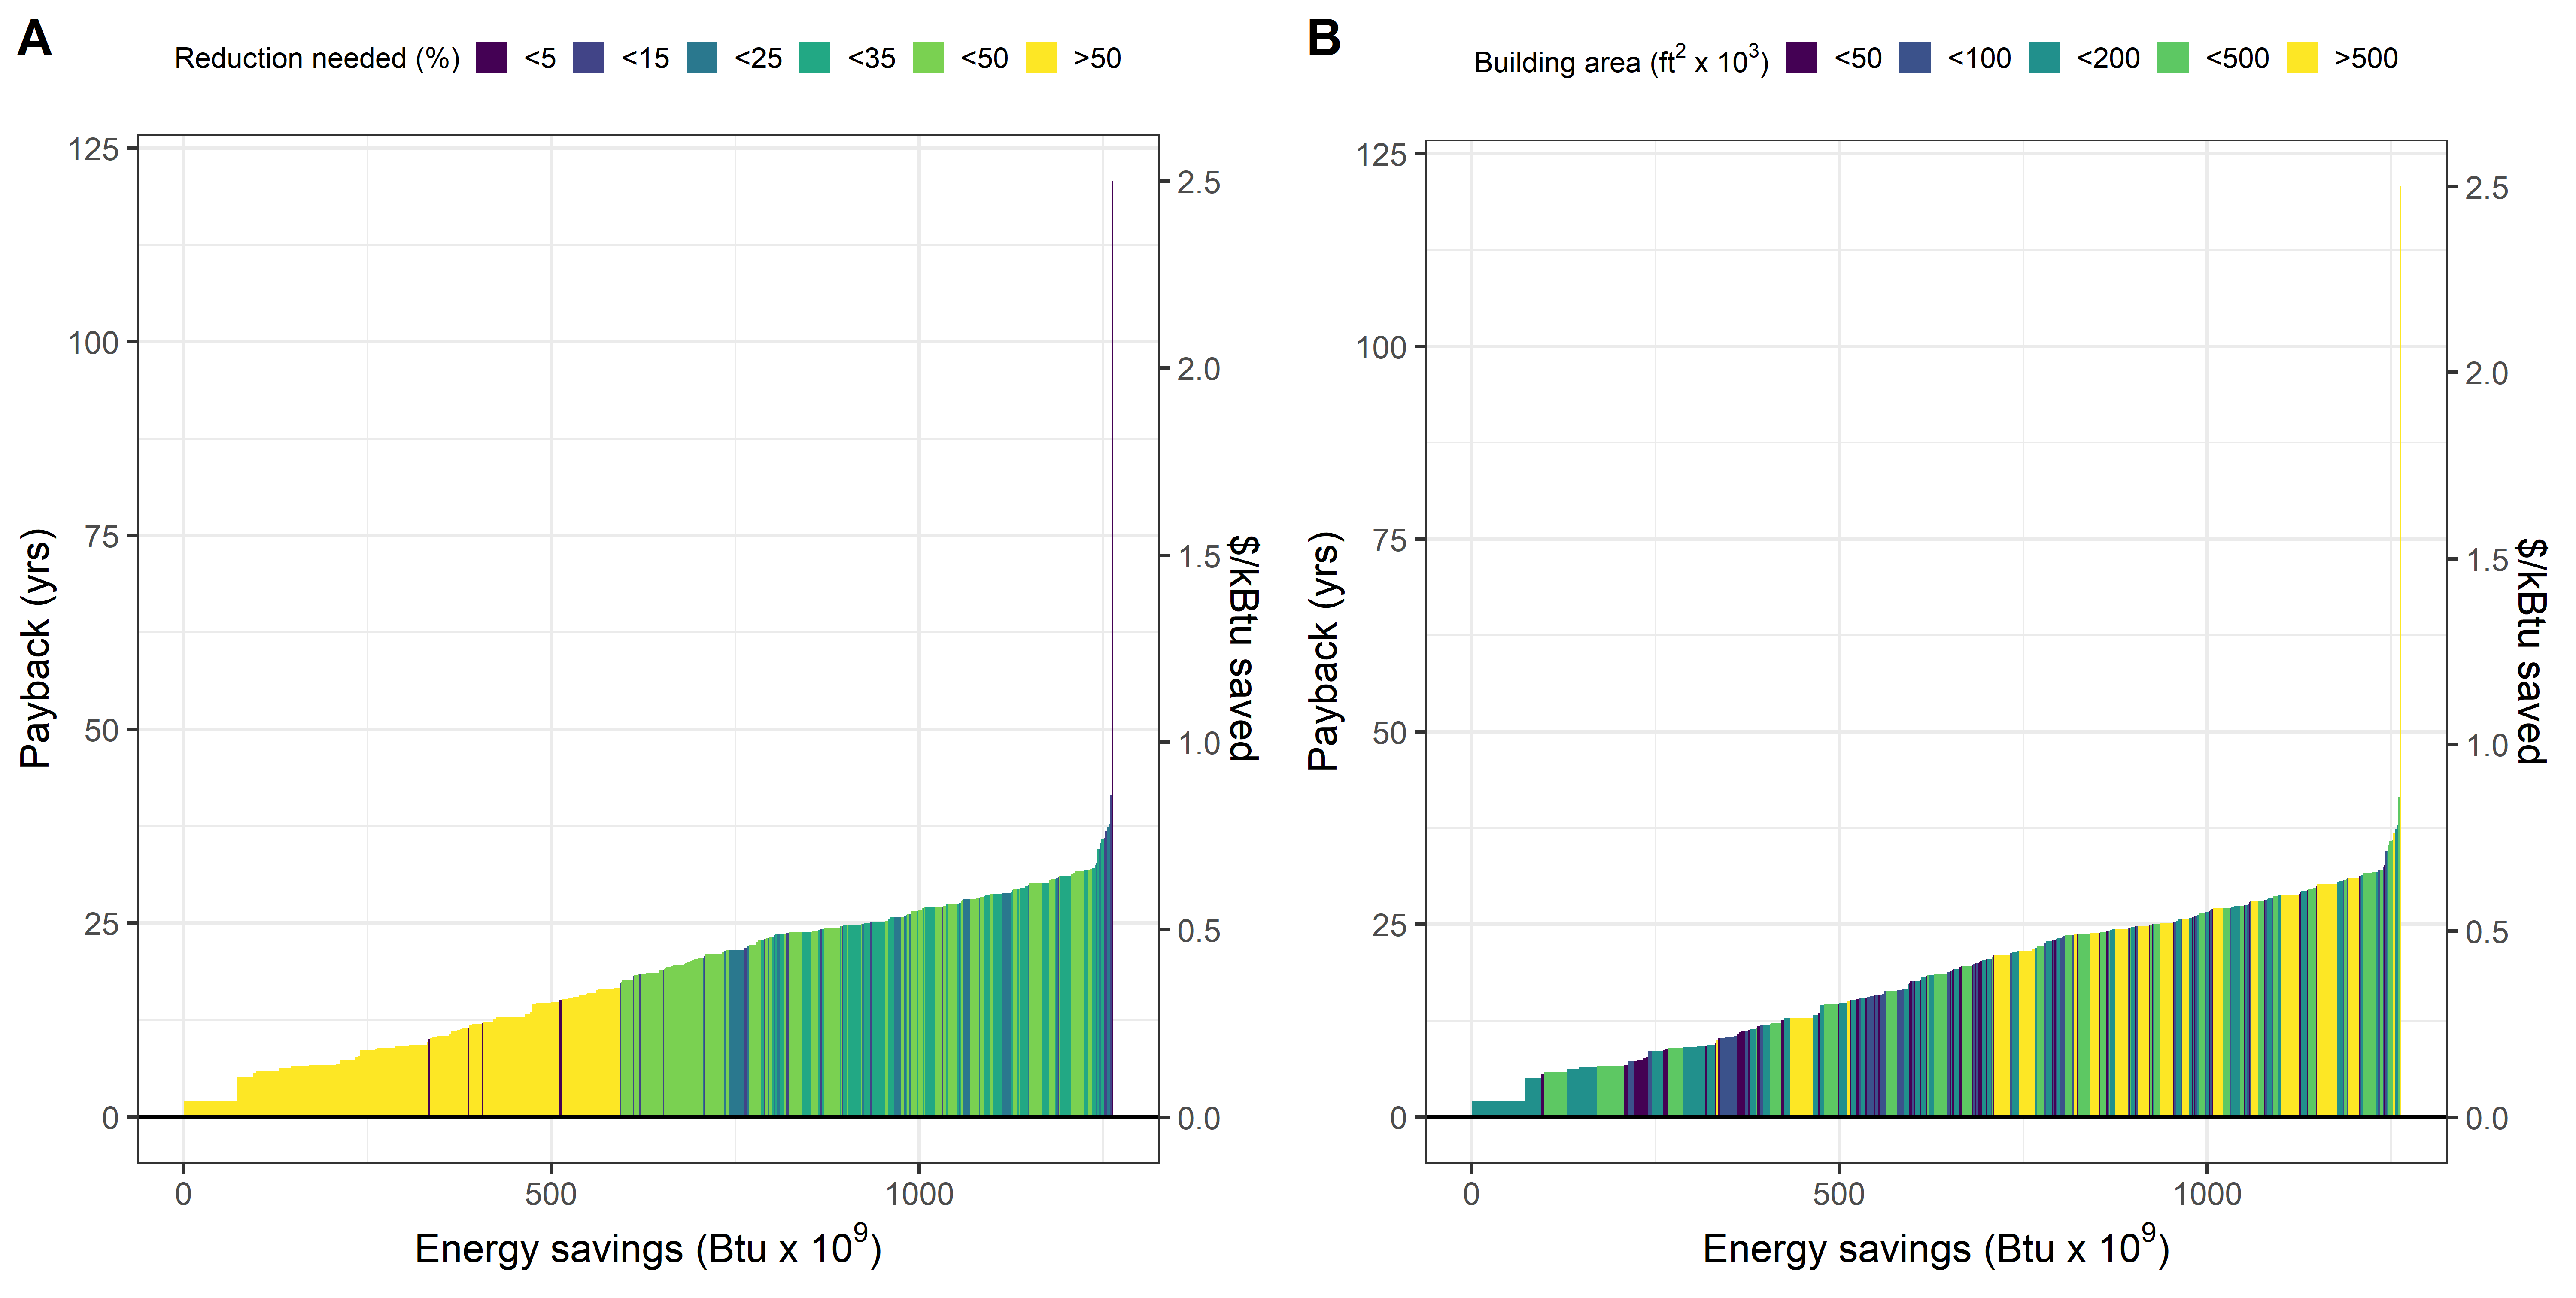 A
Reduction needed (%) <5 <15 <25 <35 <50 >50
125
100
75
50
25
0
Payback (yrs)
2.5
2.0
1.5
1.0
0.5
0.0
$/kBtu saved
0 500 1000
Energy savings (Btu x 10⁹)
B
Building area (ft² x 10³) <50 <100 <200 <500 >500
125
100
75
50
25
0
Payback (yrs)
2.5
2.0
1.5
1.0
0.5
0.0
$/kBtu saved
0 500 1000
Energy savings (Btu x 10⁹)